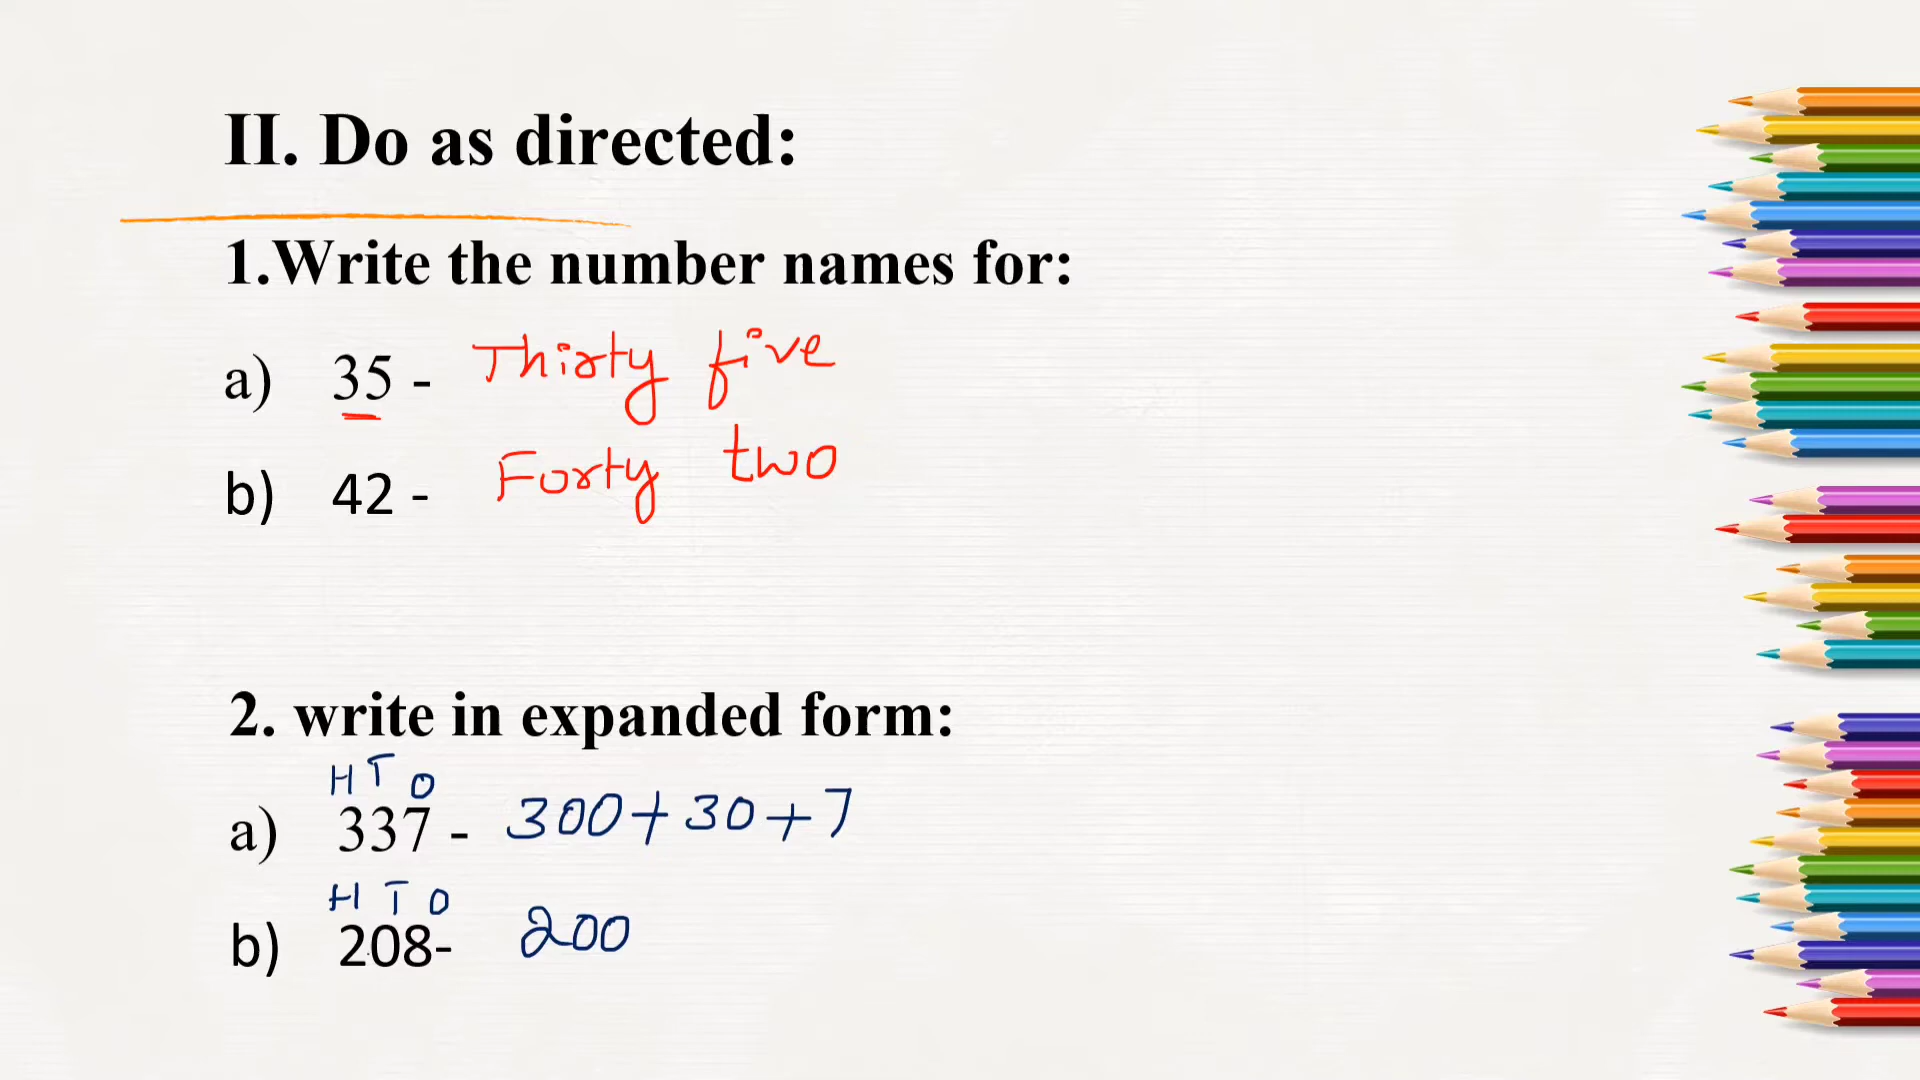 II. Do as directed:
1.Write the number names for:
a) 35 - Thirty five
b) 42 - Forty two
2. write in expanded form:
H T O
a) 337 - 300+30+7
H T O
b) 208- 200